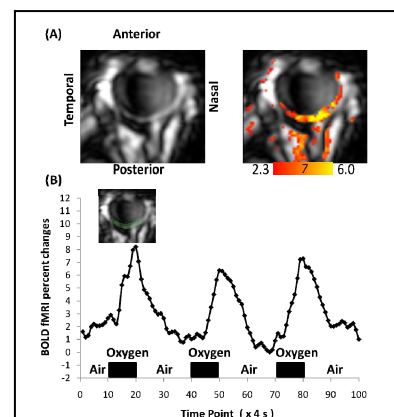 (A)
Anterior
Temporal
Nasal
Posterior
2.3 7 6.0
(B)
BOLD fMRI percent changes
12
11
10
9
8
7
6
5
4
3
2
1
0
-1
-2
Oxygen Oxygen Oxygen
Air Air Air Air
0 10 20 30 40 50 60 70 80 90 100
Time Point ( x 4 s )